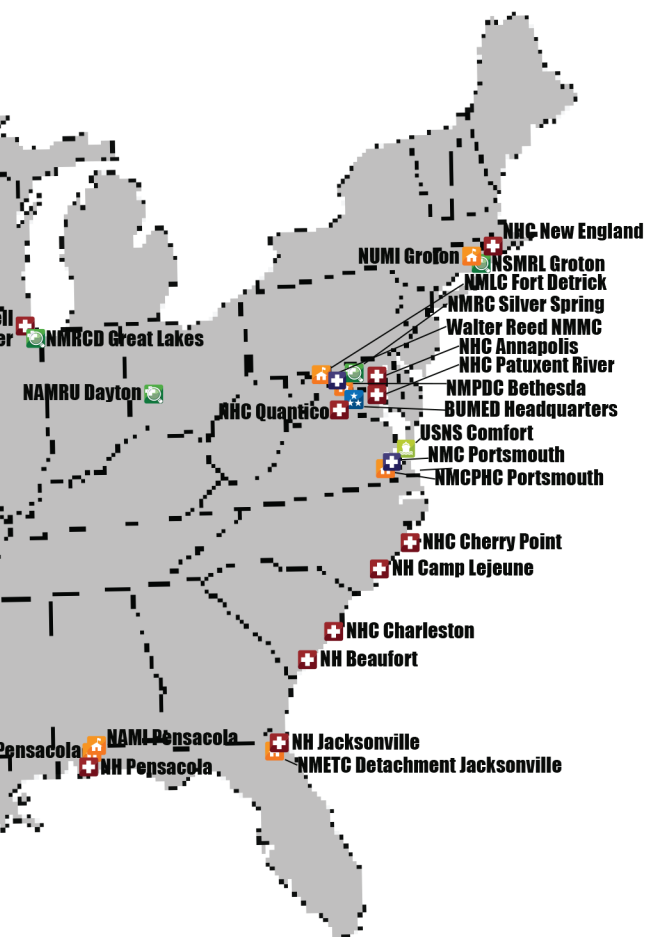 NHC New England
NUMI Groton
NSMRL Groton
NMLC Fort Detrick
NMRC Silver Spring
ll
Walter Reed NMMC
er
NMRCD Great Lakes
NHC Annapolis
NHC Patuxent River
NAMRU Dayton
NMPDC Bethesda
NHC Quantico
BUMED Headquarters
USNS Comfort
NMC Portsmouth
NMCPHC Portsmouth
NHC Cherry Point
NH Camp Lejeune
NHC Charleston
NH Beaufort
NAMI Pensacola
NH Jacksonville
Pensacola
NH Pensacola
NMETC Detachment Jacksonville